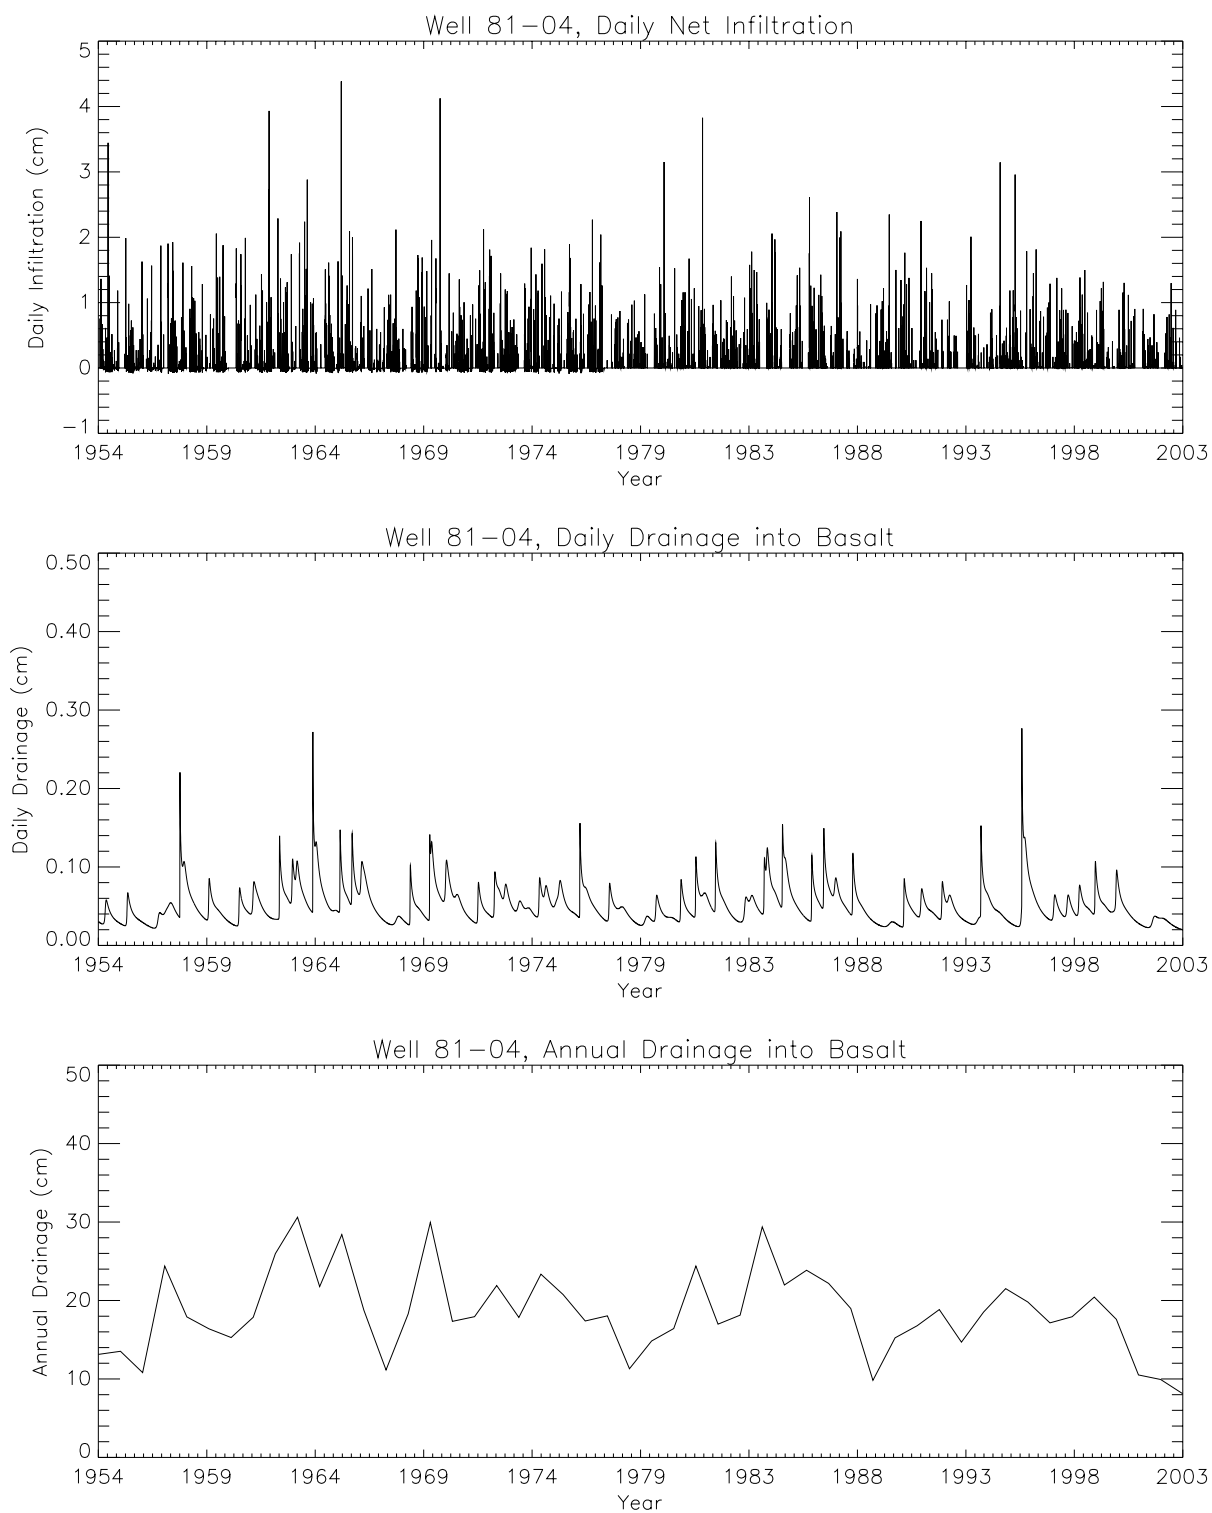 Well 81-04, Daily Net Infiltration
5
4
3
2
1
0
-1
Daily Infiltration (cm)
1954 1959 1964 1969 1974 1979 1983 1988 1993 1998 2003
Year
Well 81-04, Daily Drainage into Basalt
0.50
0.40
0.30
0.20
0.10
0.00
Daily Drainage (cm)
1954 1959 1964 1969 1974 1979 1983 1988 1993 1998 2003
Year
Well 81-04, Annual Drainage into Basalt
50
40
30
20
10
0
Annual Drainage (cm)
1954 1959 1964 1969 1974 1979 1983 1988 1993 1998 2003
Year